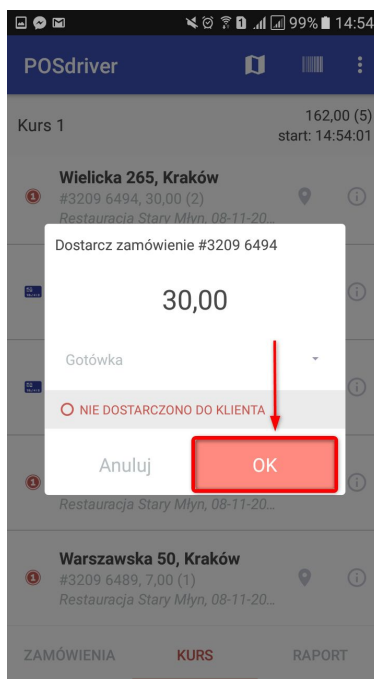 99% 14:54
POSdriver
Kurs 1
162,00 (5)
start: 14:54:01
Wielicka 265, Kraków
#3209 6494, 30,00 (2)
Restauracja Stary Młyn, 08-11-20...
Dostarcz zamówienie #3209 6494
30,00
Gotówka
NIE DOSTARCZONO DO KLIENTA
Anuluj
OK
Restauracja Stary Młyn, 08-11-20...
Warszawska 50, Kraków
#3209 6489, 7,00 (1)
Restauracja Stary Młyn, 08-11-20...
ZAMÓWIENIA
KURS
RAPORT